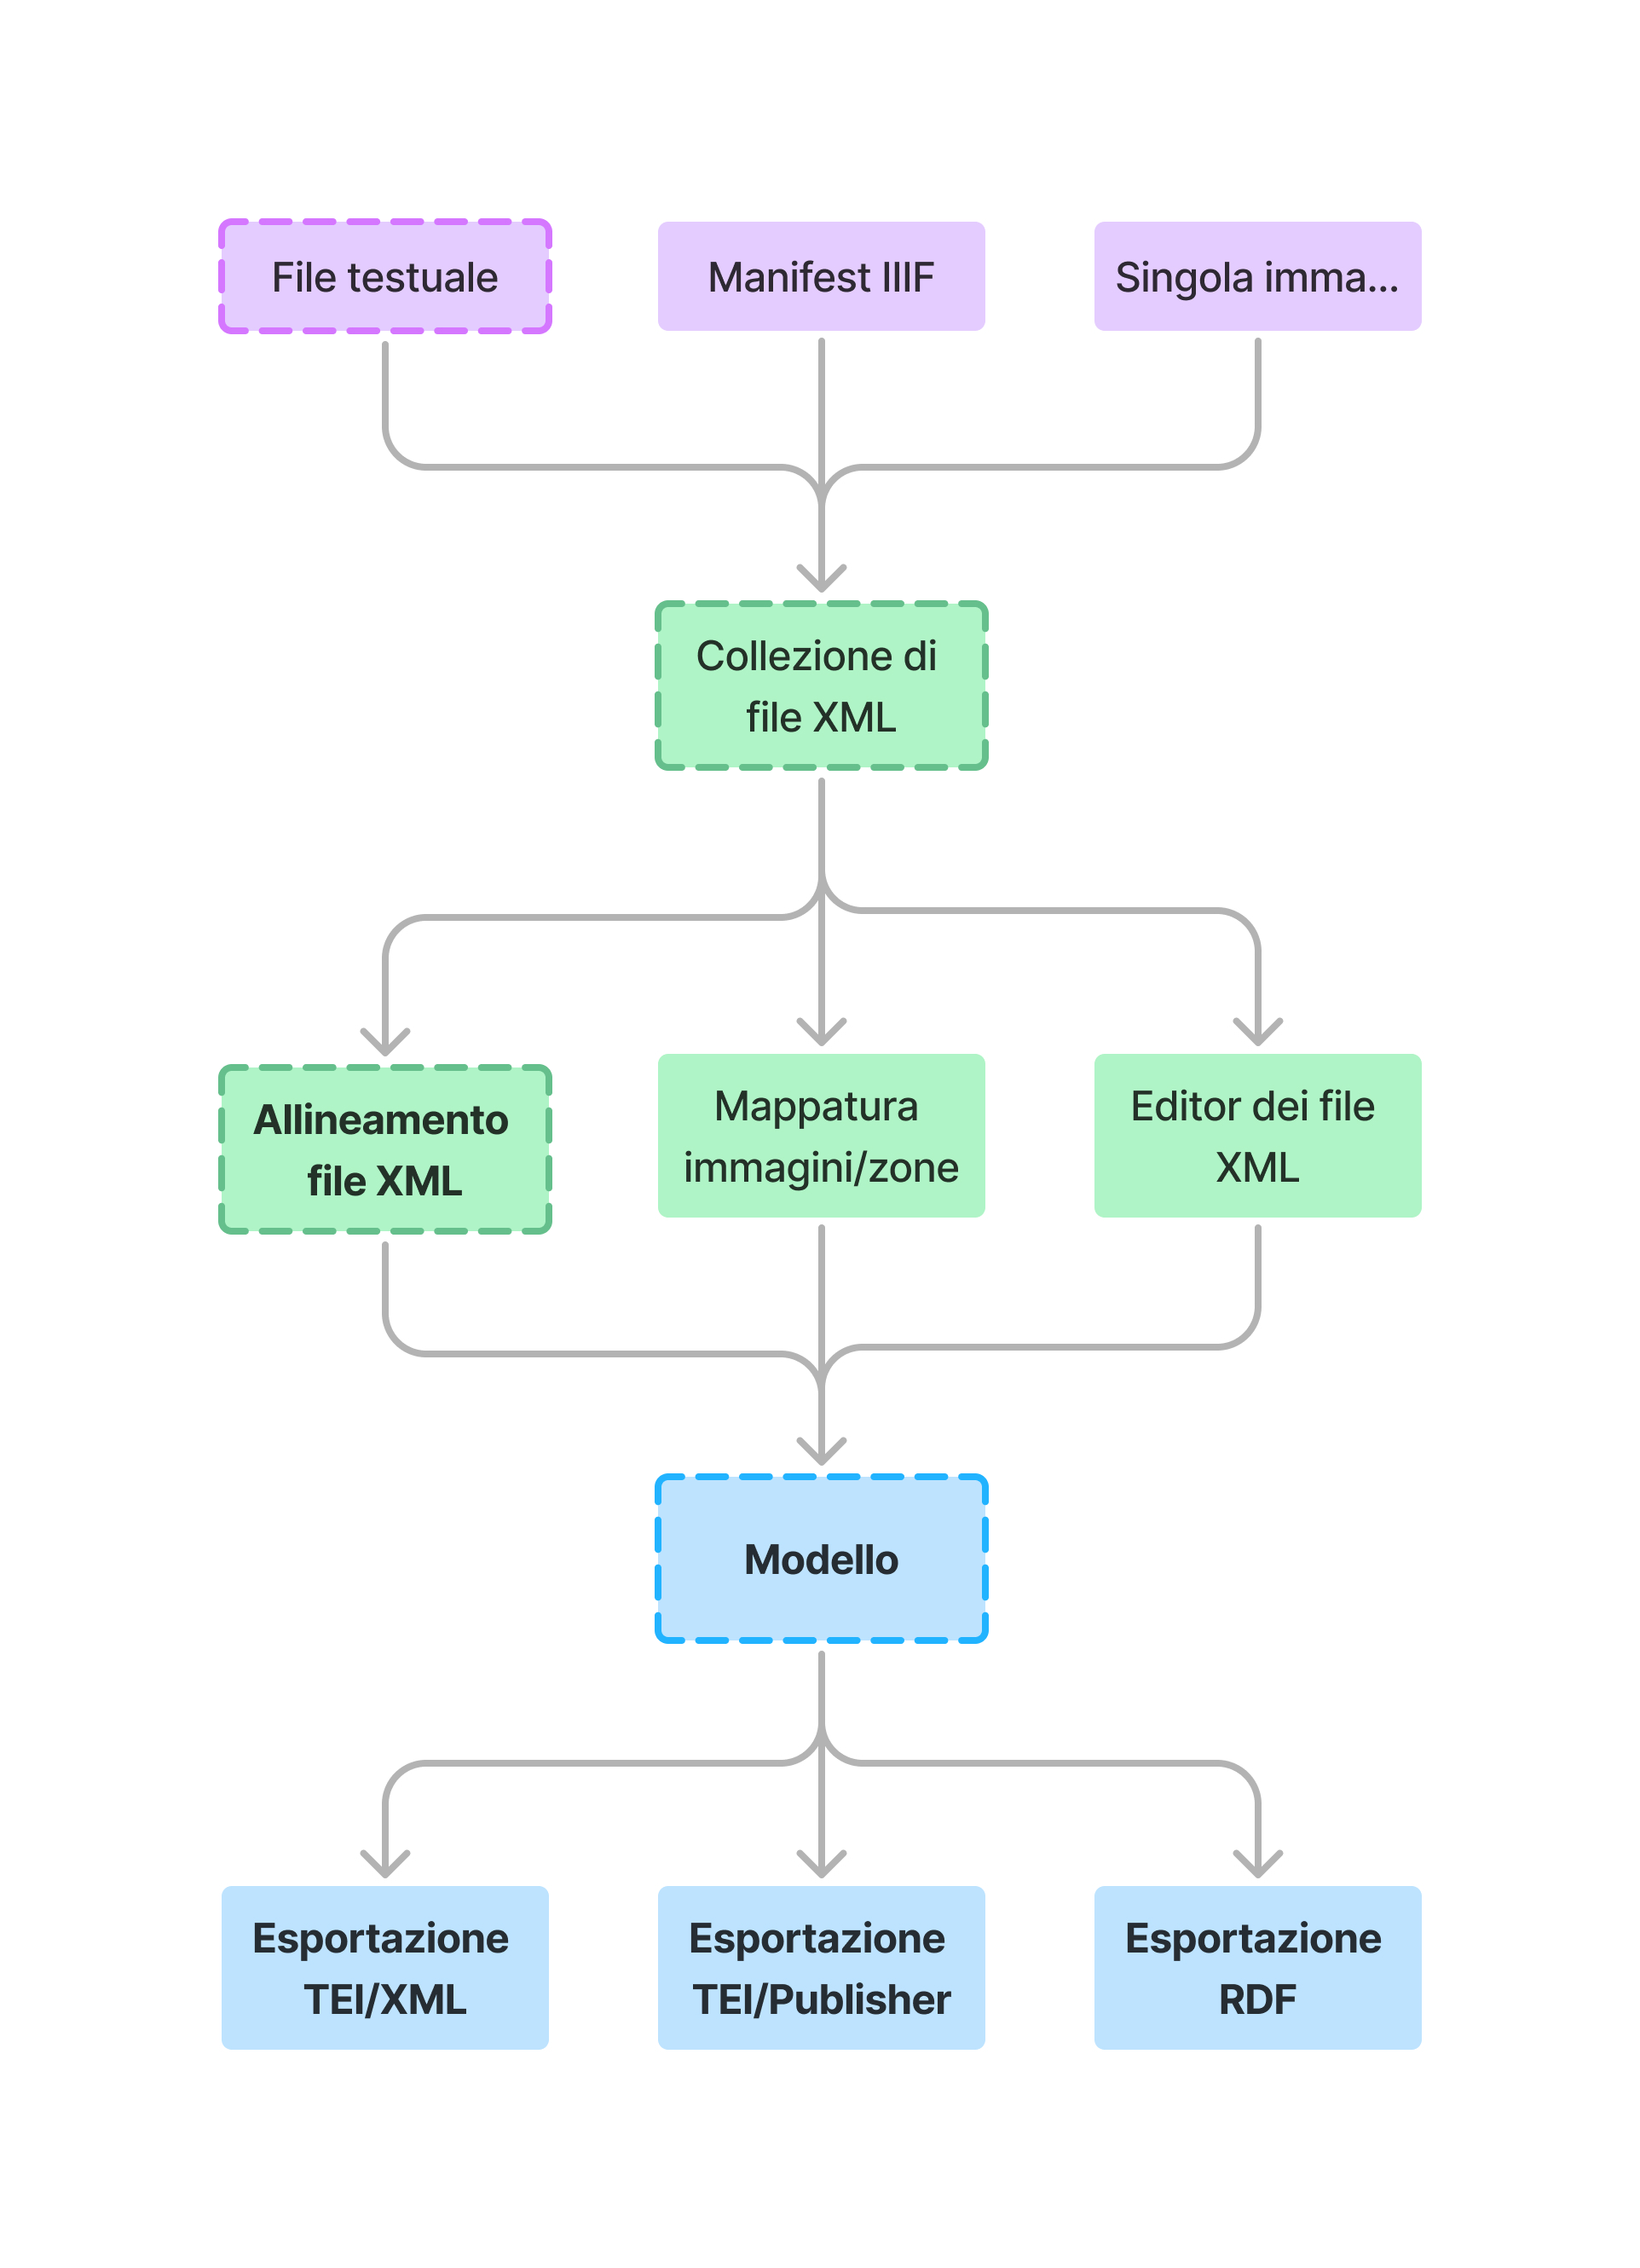 File testuale
Manifest IIIF
Singola imma...
Collezione di
file XML
Allineamento
file XML
Mappatura
immagini/zone
Editor dei file
XML
Modello
Esportazione
TEI/XML
Esportazione
TEI/Publisher
Esportazione
RDF